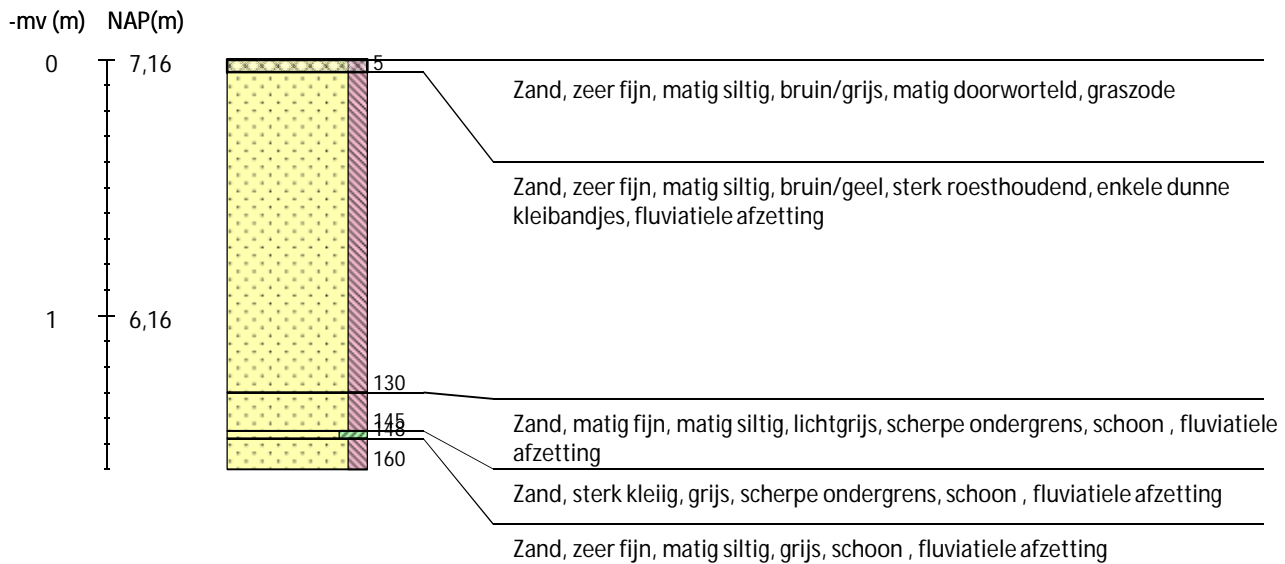 -mv (m) NAP(m)
0 7,16
5
Zand, zeer fijn, matig siltig, bruin/grijs, matig doorworteld, graszode
Zand, zeer fijn, matig siltig, bruin/geel, sterk roesthoudend, enkele dunne
kleibandjes, fluviatiele afzetting
1 6,16
130
Zand, matig fijn, matig siltig, lichtgrijs, scherpe ondergrens, schoon , fluviatiele
afzetting
145
148
160
Zand, sterk kleiig, grijs, scherpe ondergrens, schoon , fluviatiele afzetting
Zand, zeer fijn, matig siltig, grijs, schoon , fluviatiele afzetting